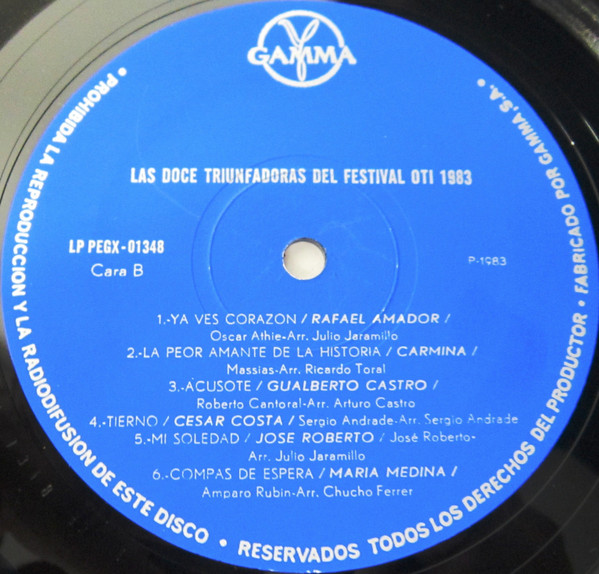 GAMMA
LAS DOCE TRIUNFADORAS DEL FESTIVAL OTI 1983
LP PEGX-01348
Cara B
P-1983
1.-YA VES CORAZON / RAFAEL AMADOR /
Oscar Athie-Arr. Julio Jaramillo
2.-LA PEOR AMANTE DE LA HISTORIA / CARMINA /
Massias-Arr. Ricardo Toral
3.-ACUSOTE / GUALBERTO CASTRO /
Roberto Cantoral-Arr. Arturo Castro
4.-TIERNO / CESAR COSTA / Sergio Andrade-Arr. Sergio Andrade
5.-MI SOLEDAD / JOSE ROBERTO / José Roberto-
Arr. Julio Jaramillo
6.-COMPAS DE ESPERA / MARIA MEDINA /
Amparo Rubin-Arr. Chucho Ferrer
• PROHIBIDA LA REPRODUCCION Y LA RADIODIFUSION DE ESTE DISCO • RESERVADOS TODOS LOS DERECHOS DEL PRODUCTOR • FABRICADO POR GAMMA, S.A. •